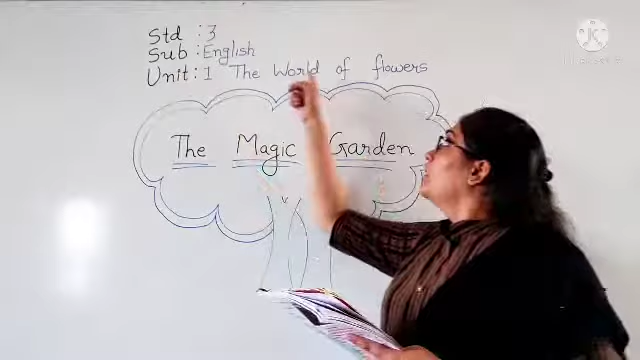 Std : 3
Sub : English
Unit : 1 The World of flowers
The Magic Garden